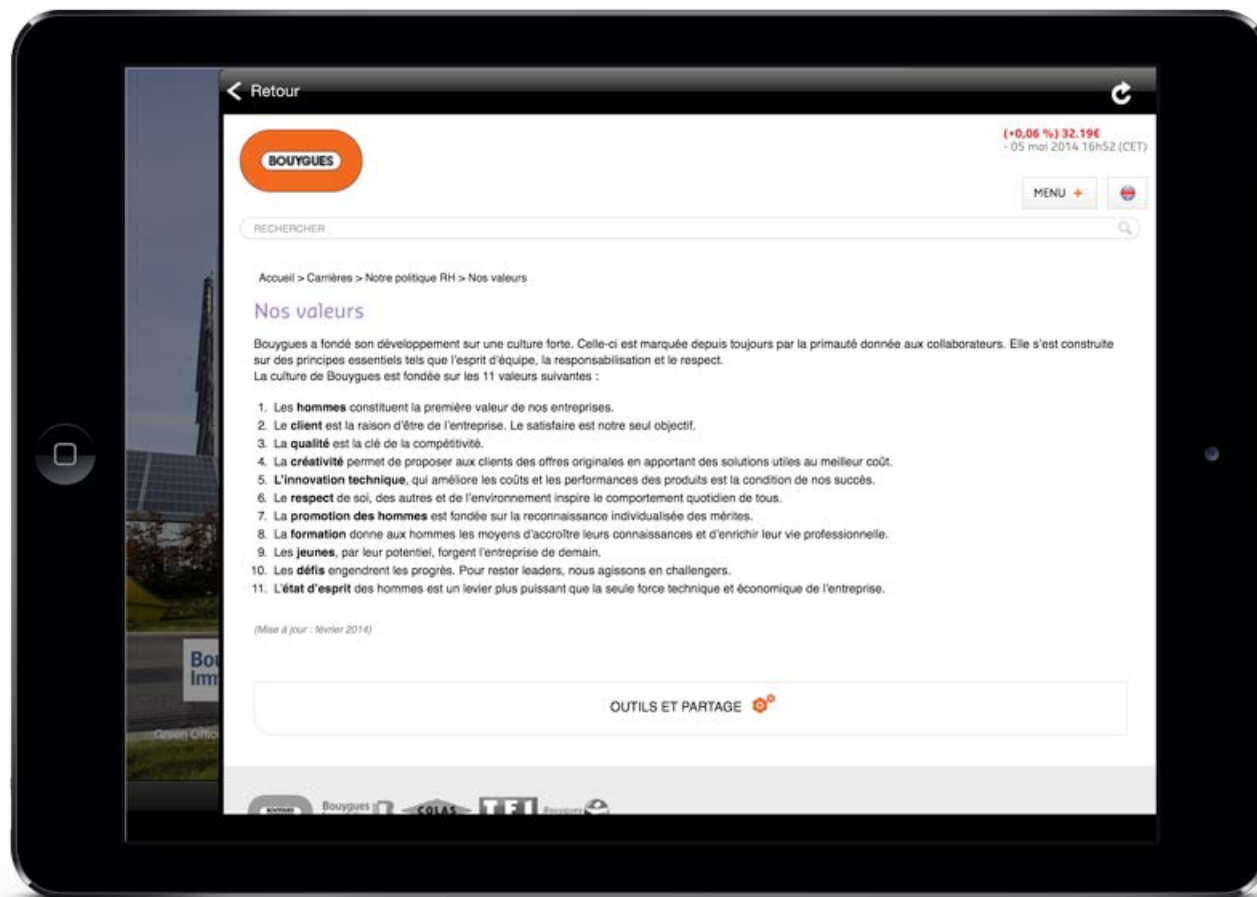 Retour
BOUYGUES
(+0,06 %) 32.19€
- 05 mai 2014 16h52 (CET)
MENU +
RECHERCHER
Accueil > Carrières > Notre politique RH > Nos valeurs
Nos valeurs
Bouygues a fondé son développement sur une culture forte. Celle-ci est marquée depuis toujours par la primauté donnée aux collaborateurs. Elle s'est construite
sur des principes essentiels tels que l'esprit d'équipe, la responsabilisation et le respect.
La culture de Bouygues est fondée sur les 11 valeurs suivantes :
1. Les hommes constituent la première valeur de nos entreprises.
2. Le client est la raison d'être de l'entreprise. Le satisfaire est notre seul objectif.
3. La qualité est la clé de la compétitivité.
4. La créativité permet de proposer aux clients des offres originales en apportant des solutions utiles au meilleur coût.
5. L'innovation technique, qui améliore les coûts et les performances des produits est la condition de nos succès.
6. Le respect de soi, des autres et de l'environnement inspire le comportement quotidien de tous.
7. La promotion des hommes est fondée sur la reconnaissance individualisée des mérites.
8. La formation donne aux hommes les moyens d'accroître leurs connaissances et d'enrichir leur vie professionnelle.
9. Les jeunes, par leur potentiel, forgent l'entreprise de demain.
10. Les défis engendrent les progrès. Pour rester leaders, nous agissons en challengers.
11. L'état d'esprit des hommes est un levier plus puissant que la seule force technique et économique de l'entreprise.
(Mise à jour : février 2014)
Bou
Imm
Green Offic
OUTILS ET PARTAGE
BOUYGUES Bouygues COLAS TF1 Bouygues